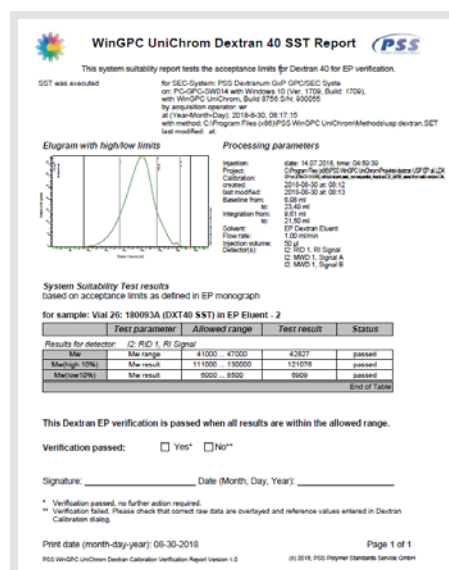 WinGPC UniChrom Dextran 40 SST Report
PSS
This system suitability report tests the acceptance limits for Dextran 40 for EP verification.
SST was executed
for SEC-System: PSS Dextranum GxP GPC/SEC Syste
on: PC-GPC-SW014 with Windows 10 (Ver: 1709, Build: 1709),
with WinGPC UniChrom, Build 8756 S/N: 930055
by acquisition operator: wr
at (Year-Month-Day): 2018-8-30, 08:17:15
with method: C:\Program Files (x86)\PSS WinGPC UniChrom\Methods\usp dextran.SET
last modified: at:
Elugram with high/low limits
Processing parameters
Injection: date: 14.07.2018, time: 04:59:39
Project:
Calibration:
created: 2018-08-30 at: 08:12
last modified: 2018-08-30 at: 08:13
Baseline from: 6,08 ml
to: 23,49 ml
Integration from: 9,61 ml
to: 21,50 ml
Solvent: EP Dextran Eluent
Flow rate: 1,00 ml/min
Injection volume: 50 µl
Detector(s): I2: RID 1, RI Signal
I2: MWD 1, Signal A
I2: MWD 1, Signal B
System Suitability Test results
based on acceptance limits as defined in EP monograph
for sample: Vial 26: 180093A (DXT40 SST) in EP Eluent - 2
Test parameter Allowed range Test result Status
Results for detector: I2: RID 1, RI Signal
Mw Mw range 41000 ... 47000 42827 passed
Mw(high 10%) Mw result 111000 ... 130000 121076 passed
Mw(low10%) Mw result 6000 ... 8500 6909 passed
End of Table
This Dextran EP verification is passed when all results are within the allowed range.
Verification passed: Yes* No**
Signature: Date (Month, Day, Year):
* Verification passed, no further action required.
** Verification failed. Please check that correct raw data are overlayed and reference values entered in Dextran
Calibration dialog.
Print date (month-day-year): 08-30-2018
Page 1 of 1
PSS WinGPC UniChrom Dextran Calibration Verification Report Version 1.0
(c) 2018, PSS Polymer Standards Service GmbH